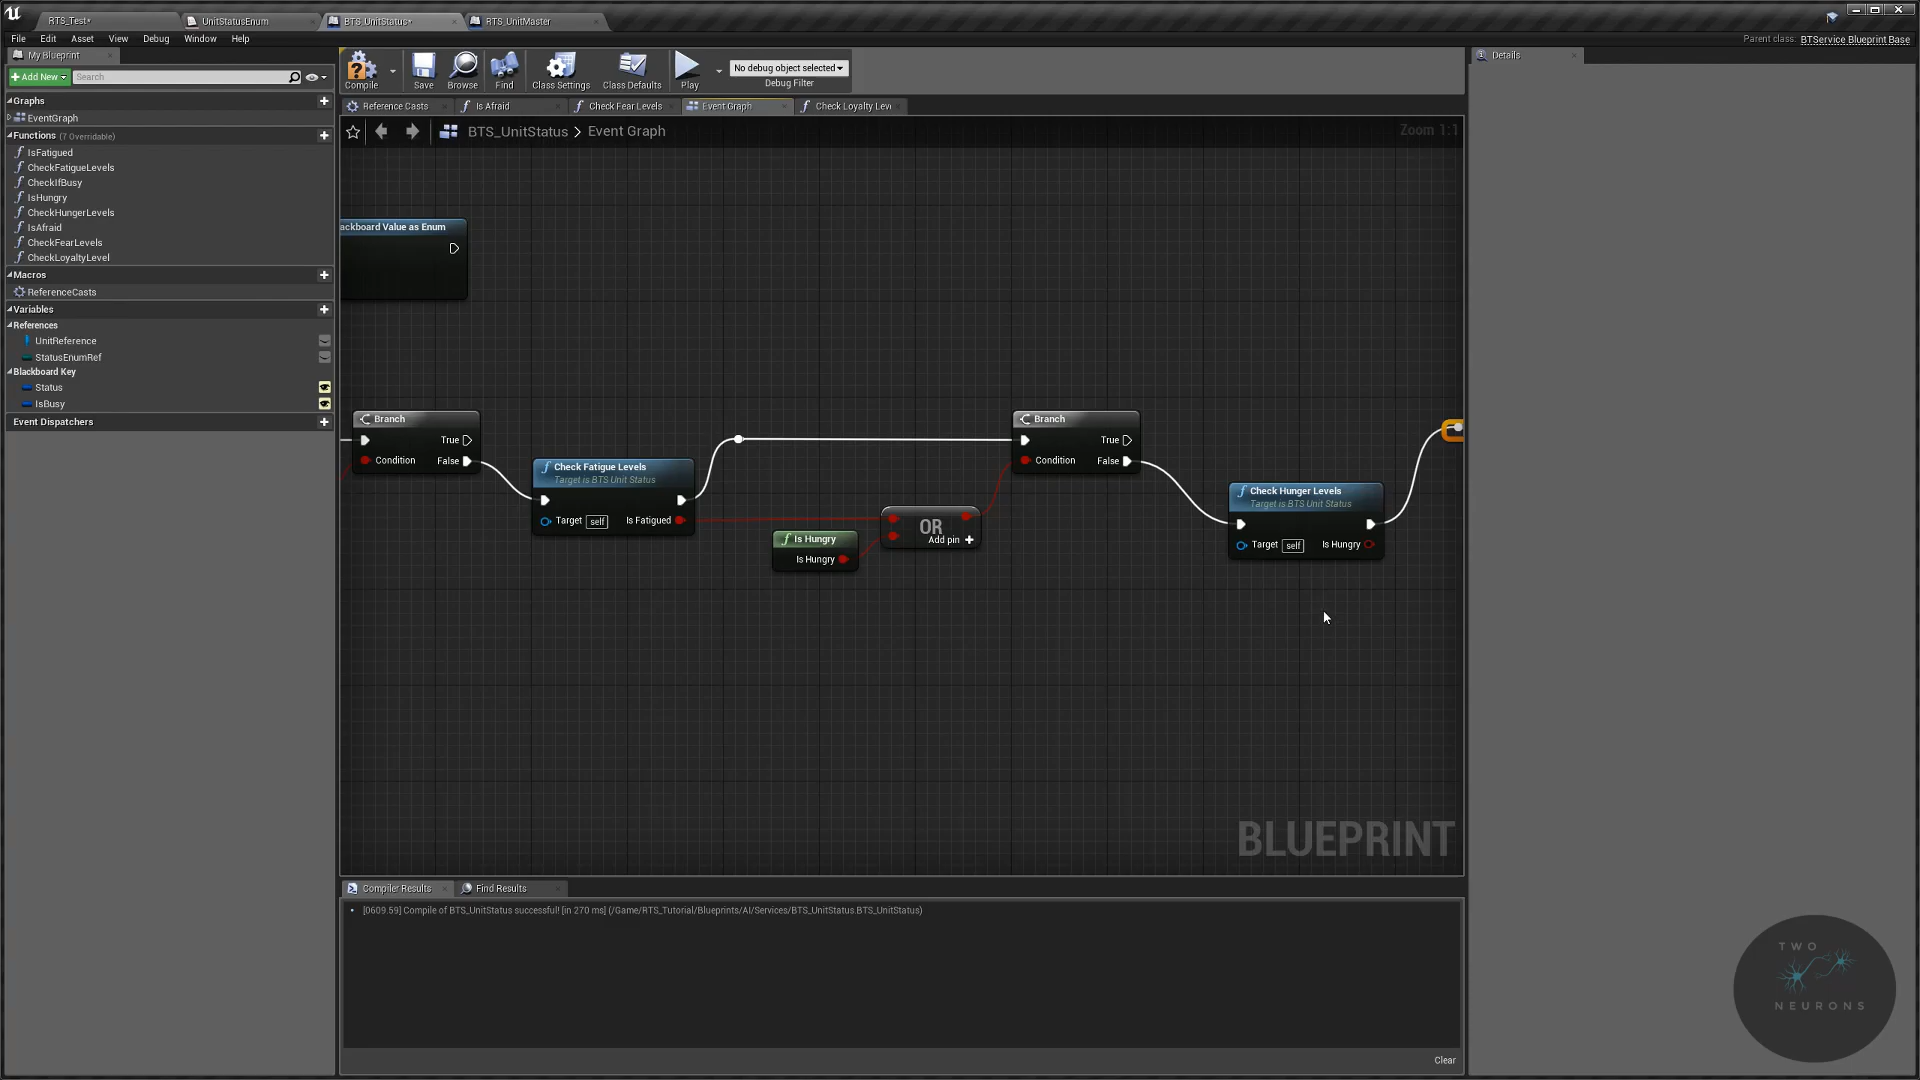 RTS_Test*
UnitStatusEnum
BTS_UnitStatus*
RTS_UnitMaster
File Edit Asset View Debug Window Help
Parent class: BTService Blueprint Base
My Blueprint
Add New
Search
Compile
Save
Browse
Find
Class Settings
Class Defaults
Play
No debug object selected
Debug Filter
Details
Reference Casts
Is Afraid
Check Fear Levels
Event Graph
Check Loyalty Leve
BTS_UnitStatus > Event Graph
Zoom 1:1
Graphs
EventGraph
Functions (7 Overridable)
IsFatigued
CheckFatigueLevels
CheckIfBusy
IsHungry
CheckHungerLevels
IsAfraid
CheckFearLevels
CheckLoyaltyLevel
Macros
ReferenceCasts
Variables
References
UnitReference
StatusEnumRef
Blackboard Key
Status
IsBusy
Event Dispatchers
ackboard Value as Enum
Branch
True
Condition False
Check Fatigue Levels
Target is BTS Unit Status
Target self Is Fatigued
Is Hungry
Is Hungry
OR
Add pin
Branch
True
Condition False
Check Hunger Levels
Target is BTS Unit Status
Target self Is Hungry
BLUEPRINT
Compiler Results
Find Results
[0609.59] Compile of BTS_UnitStatus successful! [in 270 ms] (/Game/RTS_Tutorial/Blueprints/AI/Services/BTS_UnitStatus.BTS_UnitStatus)
Clear
TWO
NEURONS